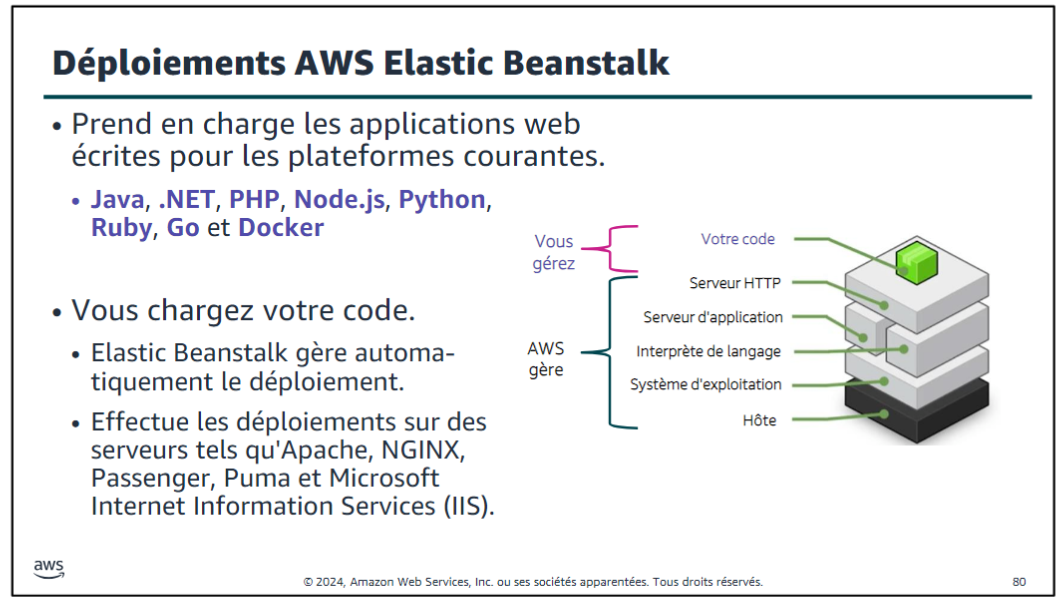 Déploiements AWS Elastic Beanstalk
• Prend en charge les applications web
écrites pour les plateformes courantes.
• Java, .NET, PHP, Node.js, Python,
Ruby, Go et Docker
• Vous chargez votre code.
• Elastic Beanstalk gère automa-
tiquement le déploiement.
• Effectue les déploiements sur des
serveurs tels qu'Apache, NGINX,
Passenger, Puma et Microsoft
Internet Information Services (IIS).
Vous
gérez
Votre code
AWS
gère
Serveur HTTP
Serveur d'application
Interprète de langage
Système d'exploitation
Hôte
aws
© 2024, Amazon Web Services, Inc. ou ses sociétés apparentées. Tous droits réservés.
80